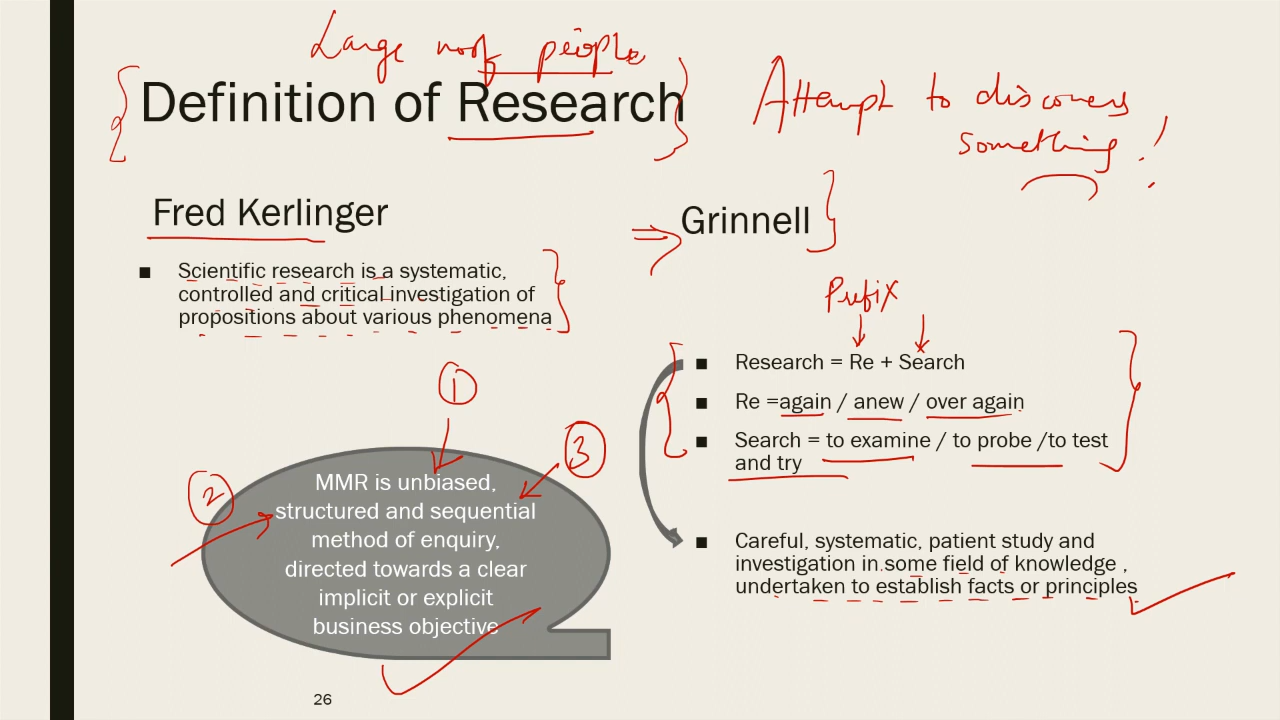 Large no of people
Definition of Research
Attempt to discover
something !
Fred Kerlinger
■ Scientific research is a systematic,
controlled and critical investigation of
propositions about various phenomena
①
②
③
MMR is unbiased,
structured and sequential
method of enquiry,
directed towards a clear
implicit or explicit
business objective
Grinnell
Prefix
■ Research = Re + Search
■ Re =again / anew / over again
■ Search = to examine / to probe /to test
and try
■ Careful, systematic, patient study and
investigation in some field of knowledge ,
undertaken to establish facts or principles
26